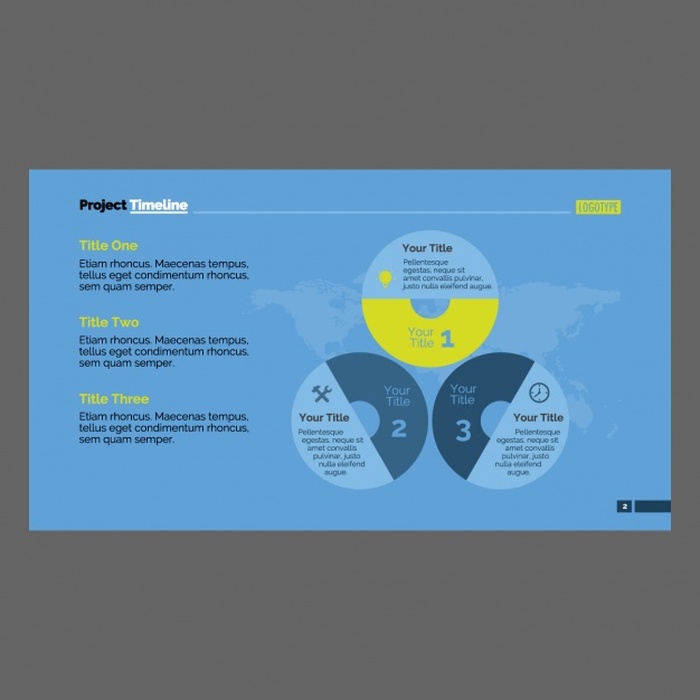 Project Timeline
LOGOTYPE
Title One
Etiam rhoncus. Maecenas tempus,
tellus eget condimentum rhoncus,
sem quam semper.
Title Two
Etiam rhoncus. Maecenas tempus,
tellus eget condimentum rhoncus,
sem quam semper.
Title Three
Etiam rhoncus. Maecenas tempus,
tellus eget condimentum rhoncus,
sem quam semper.
Your Title
Pellentesque
egestas, neque sit
amet convallis pulvinar,
justo nulla eleifend augue.
Your
Title
1
Your
Title
2
Your Title
Pellentesque
egestas, neque sit
amet convallis
pulvinar, justo
nulla eleifend
augue.
Your
Title
3
Your Title
Pellentesque
egestas, neque sit
amet convallis
pulvinar, justo
nulla eleifend
augue.
2